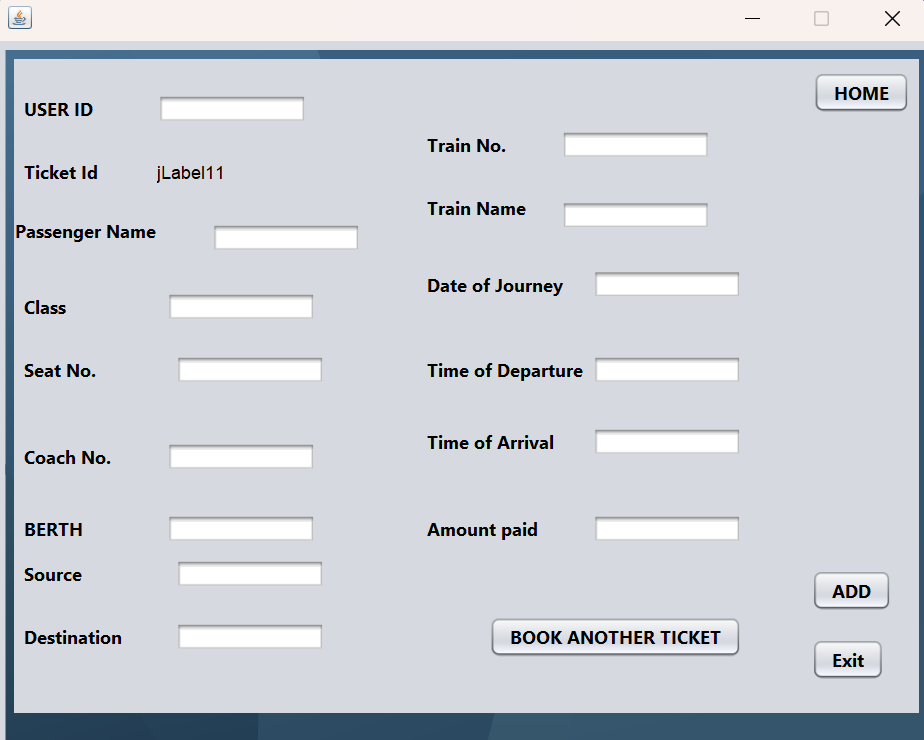 HOME
USER ID
Train No.
Ticket Id jLabel11
Train Name
Passenger Name
Date of Journey
Class
Seat No.
Time of Departure
Time of Arrival
Coach No.
BERTH
Amount paid
Source
ADD
Destination
BOOK ANOTHER TICKET
Exit